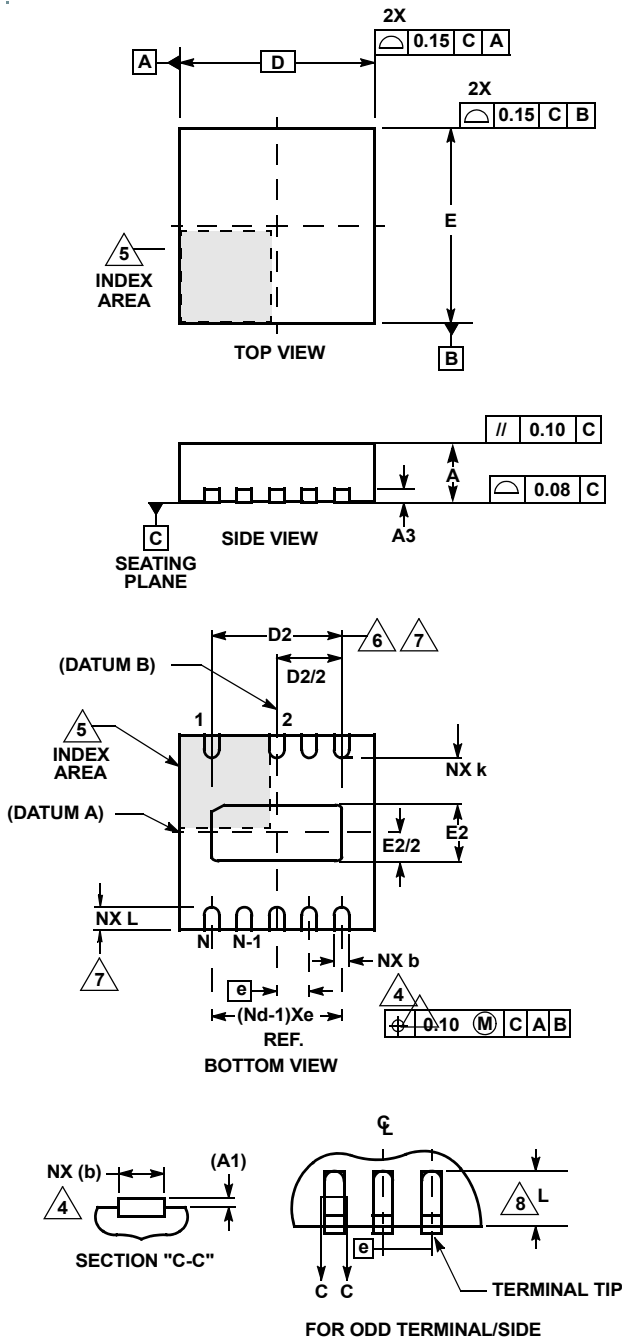 2X
0.15 C A
A
D
2X
0.15 C B
E
5
INDEX
AREA
TOP VIEW
B
// 0.10 C
A
0.08 C
C
SIDE VIEW
A3
SEATING
PLANE
D2
6 7
(DATUM B)
D2/2
1 2
5
INDEX
AREA
NX k
(DATUM A)
E2
E2/2
NX L
N N-1
NX b
7
e
4
(Nd-1)Xe
0.10 M C A B
REF.
BOTTOM VIEW
CL
(A1)
NX (b)
4
8 L
SECTION "C-C"
e
C C
TERMINAL TIP
FOR ODD TERMINAL/SIDE